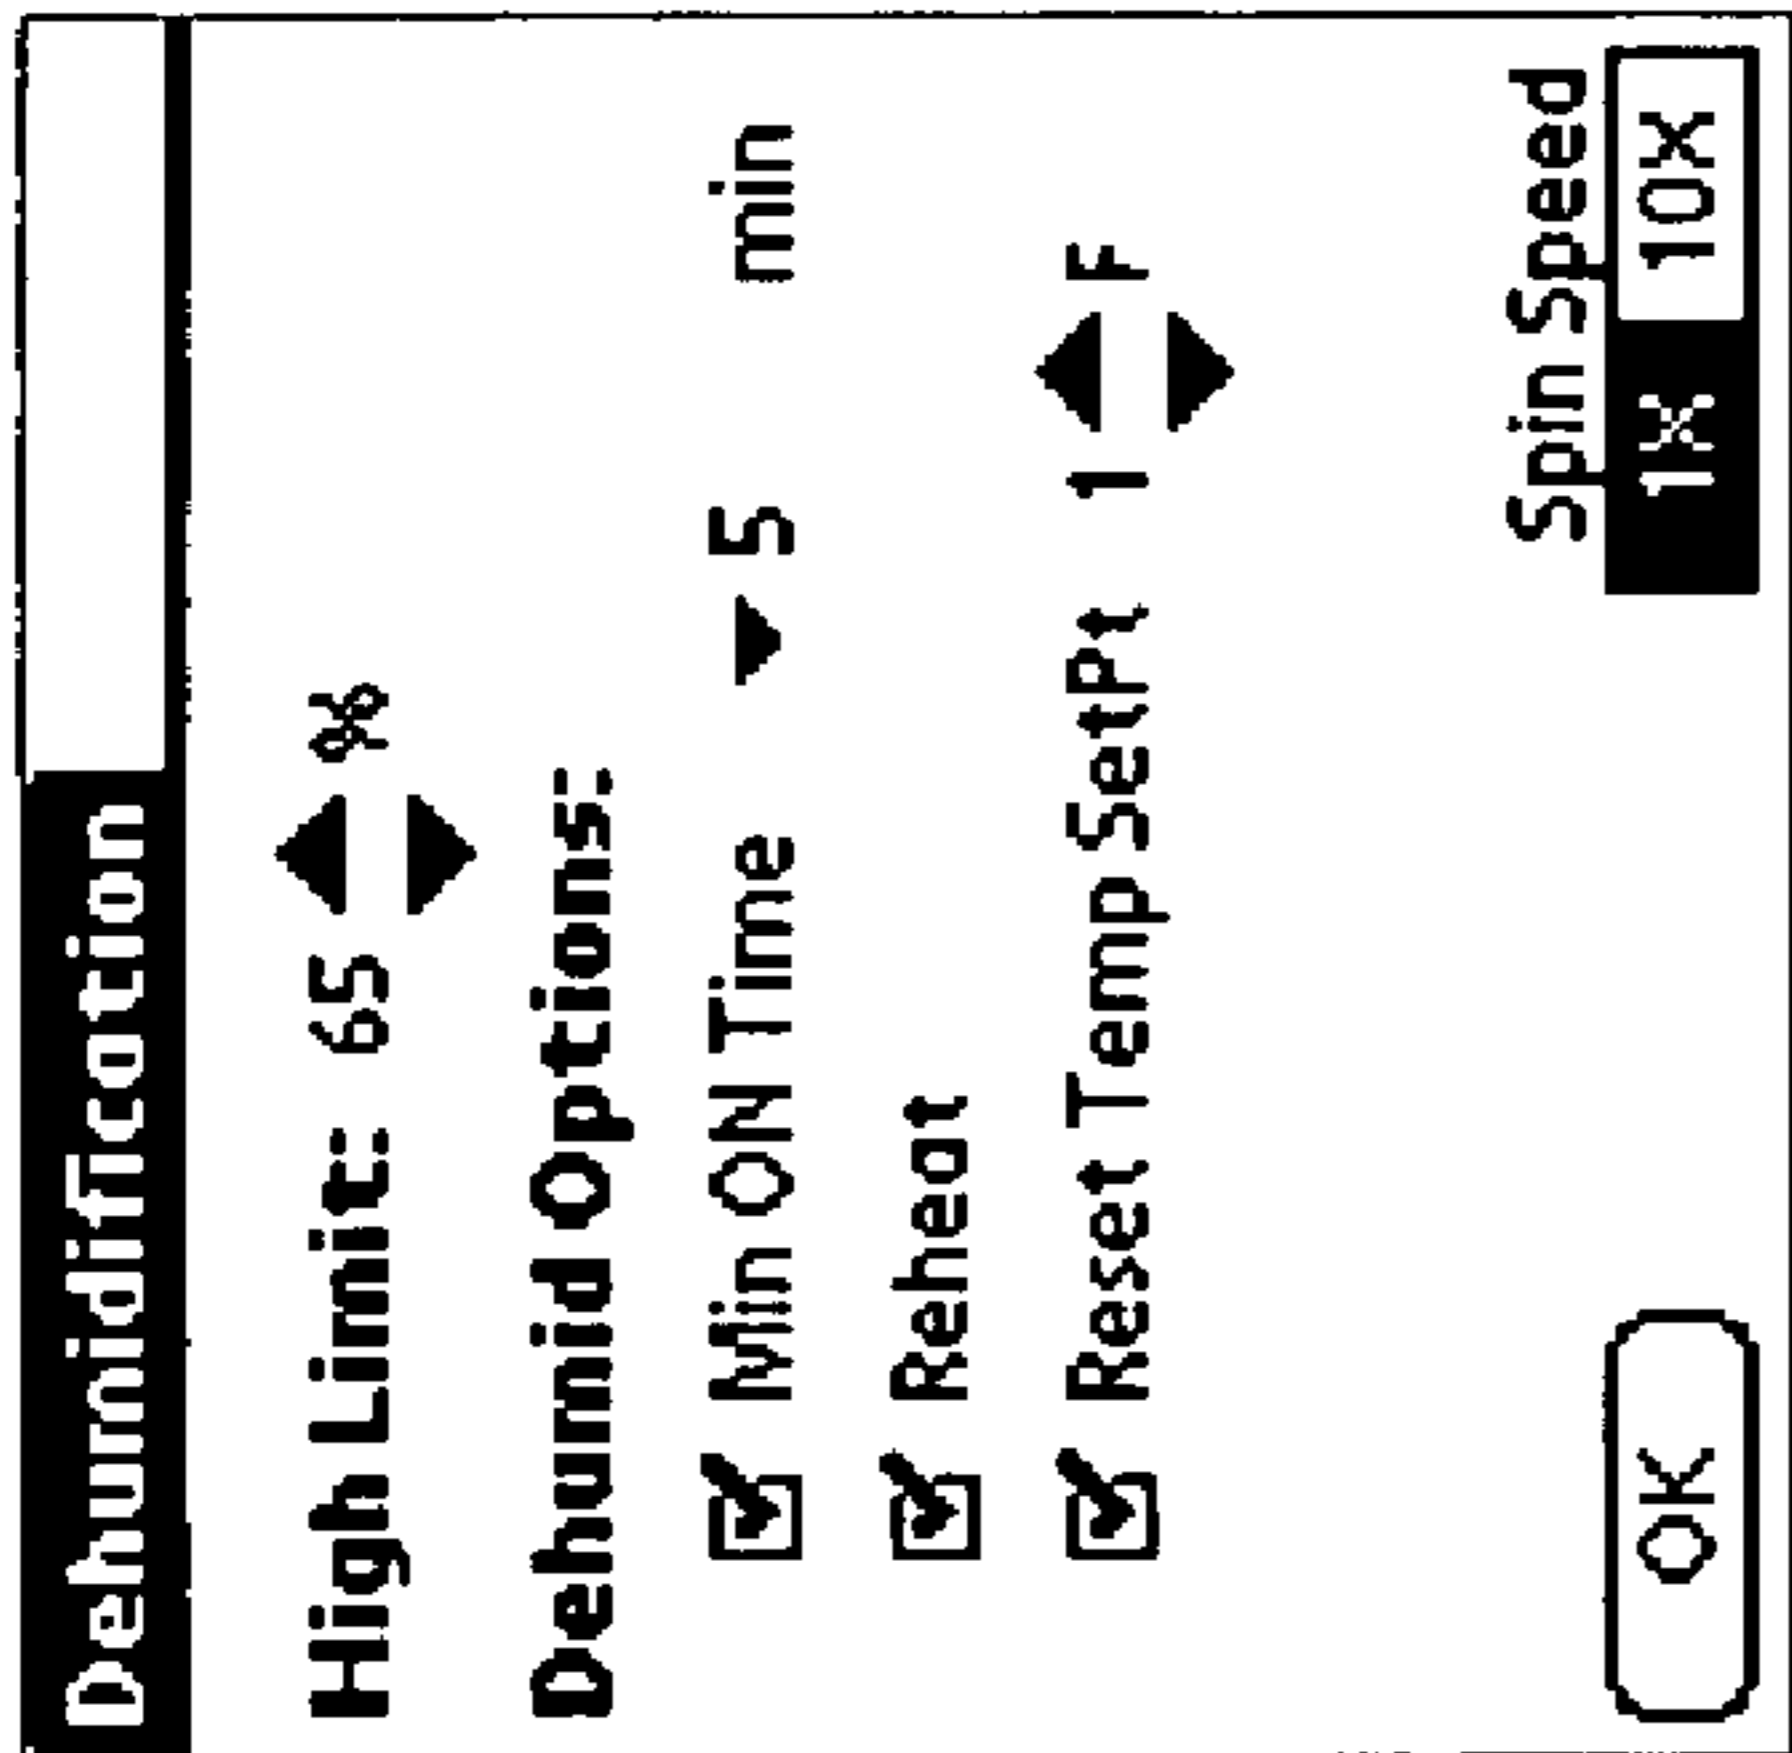 Dehumidification
High Limit: 65 %
Dehumid Options:
Min ON Time 5 min
Reheat
Reset Temp SetPt 1 F
Spin Speed
OK 1X 10X